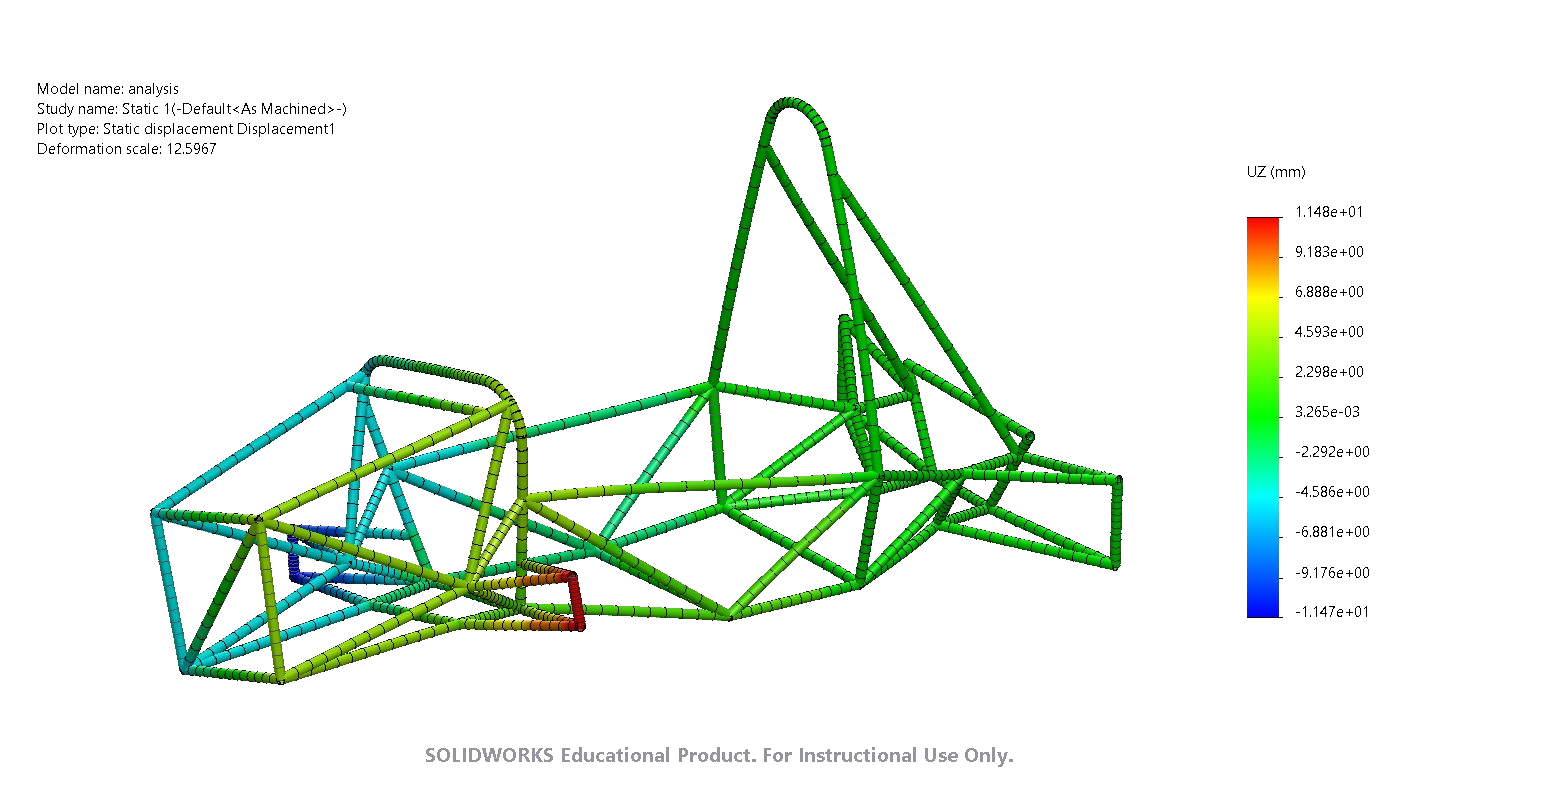 Model name: analysis
Study name: Static 1(-Default<As Machined>-)
Plot type: Static displacement Displacement1
Deformation scale: 12.5967
UZ (mm)
1.148e+01
9.183e+00
6.888e+00
4.593e+00
2.298e+00
3.265e-03
-2.292e+00
-4.586e+00
-6.881e+00
-9.176e+00
-1.147e+01
SOLIDWORKS Educational Product. For Instructional Use Only.